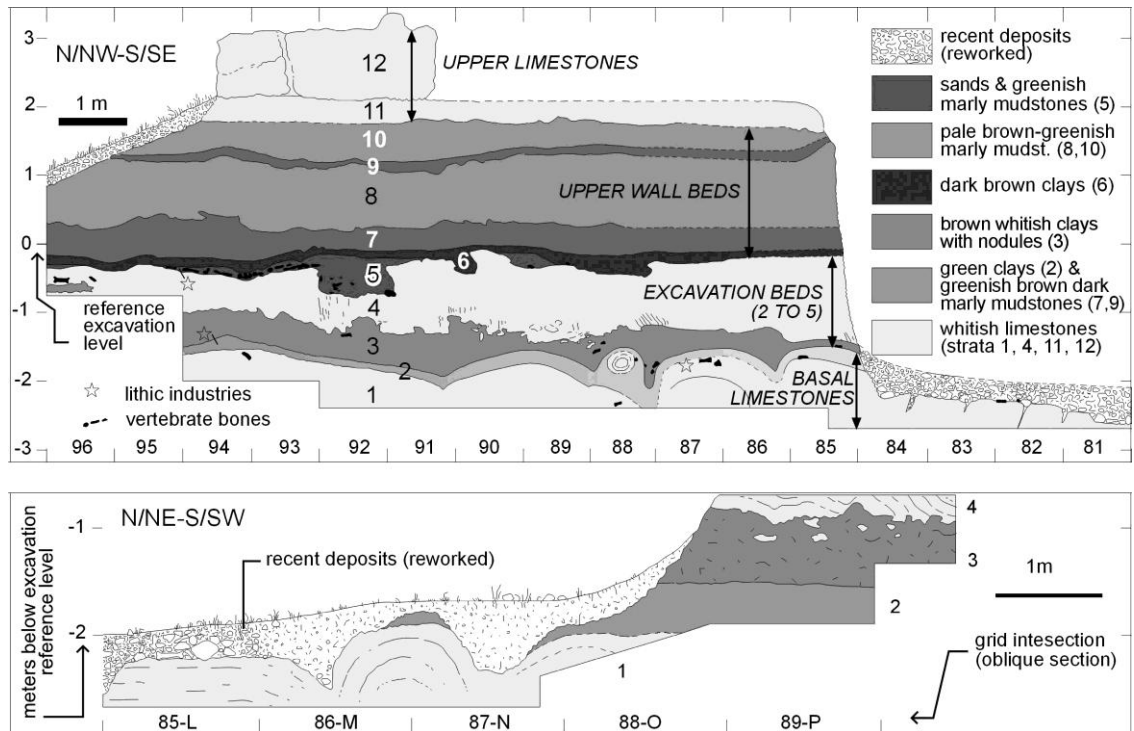 N/NW-S/SE
1 m
3
2
1
0
-1
-2
-3
12
UPPER LIMESTONES
11
10
9
8
UPPER WALL BEDS
7
6
5
4
EXCAVATION BEDS
(2 TO 5)
3
2
1
BASAL
LIMESTONES
reference
excavation
level
lithic industries
vertebrate bones
recent deposits
(reworked)
sands & greenish
marly mudstones (5)
pale brown-greenish
marly mudst. (8,10)
dark brown clays (6)
brown whitish clays
with nodules (3)
green clays (2) &
greenish brown dark
marly mudstones (7,9)
whitish limestones
(strata 1, 4, 11, 12)
96 95 94 93 92 91 90 89 88 87 86 85 84 83 82 81
N/NE-S/SW
-1
-2
meters below excavation
reference level
recent deposits (reworked)
4
3
2
1
1m
grid intesection
(oblique section)
85-L 86-M 87-N 88-O 89-P